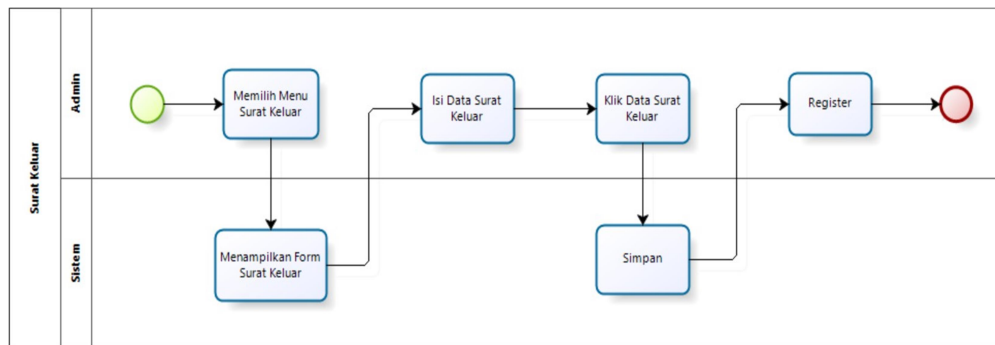 Surat Keluar
Admin
Memilih Menu
Surat Keluar
Isi Data Surat
Keluar
Klik Data Surat
Keluar
Register
Sistem
Menampilkan Form
Surat Keluar
Simpan